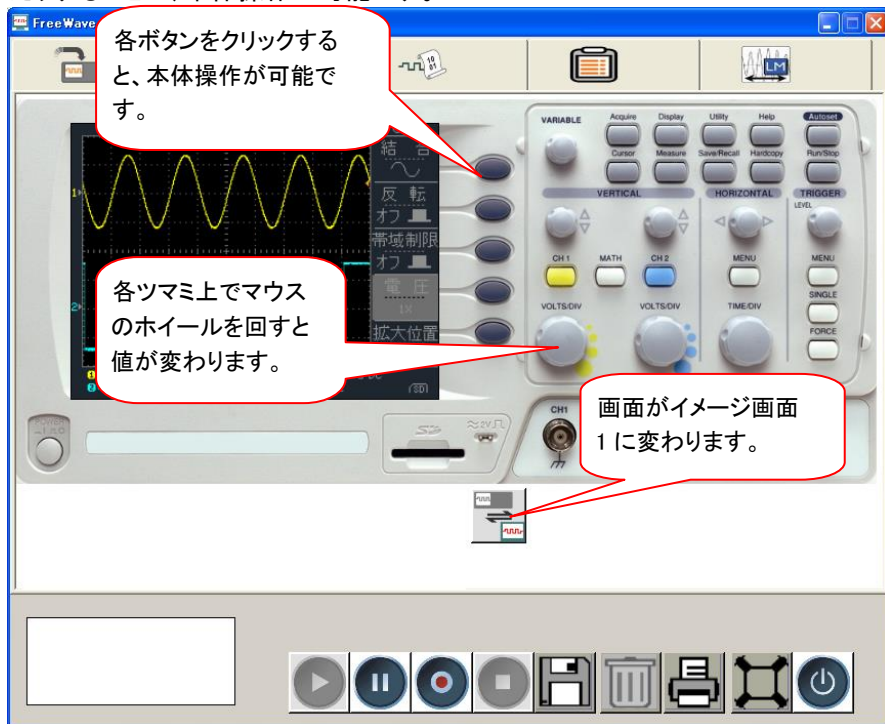 FreeWave
各ボタンをクリックする
と、本体操作が可能で
す。
LM
結 合
反 転
オフ
帯域制限
オフ
電 圧
1X
拡大位置
1
2
各ツマミ上でマウス
のホイールを回すと
値が変わります。
VARIABLE
Acquire Display Utility Help Autoset
Cursor Measure Save/Recall Hardcopy Run/Stop
VERTICAL HORIZONTAL TRIGGER
LEVEL
CH 1 MATH CH 2 MENU MENU
SINGLE
VOLTS/DIV VOLTS/DIV TIME/DIV
FORCE
画面がイメージ画面
1 に変わります。
POWER
CH1